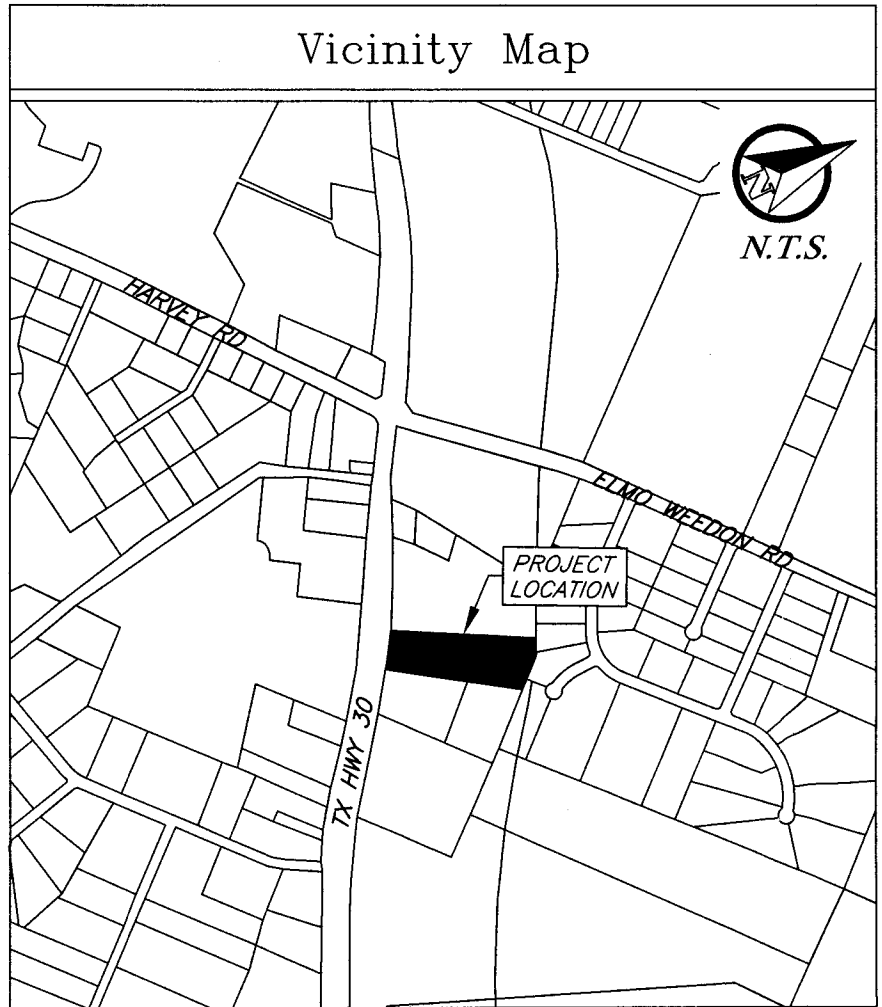 Vicinity Map
N
N.T.S.
HARVEY RD
ELMO WEEDON RD
PROJECT
LOCATION
TX HWY 30